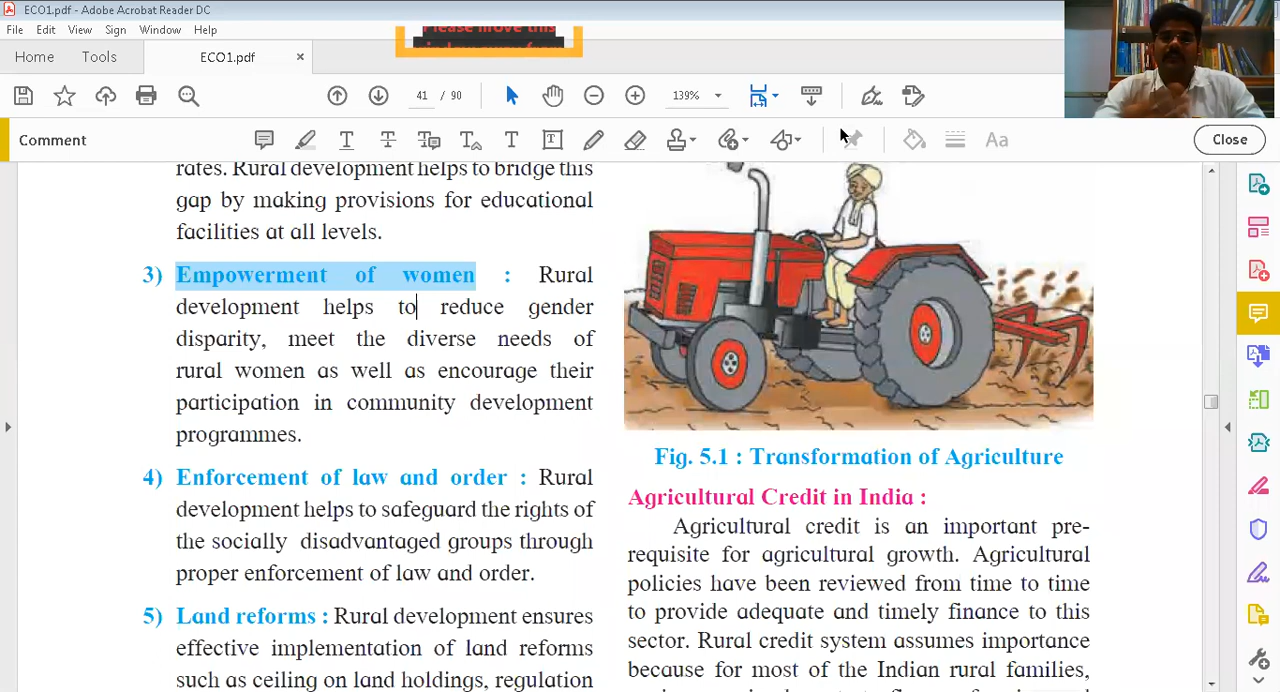 ECO1.pdf - Adobe Acrobat Reader DC
File Edit View Sign Window Help
Please move this
Home Tools ECO1.pdf ×
41 / 90 139%
Comment Close
rates. Rural development helps to bridge this
gap by making provisions for educational
facilities at all levels.
3) Empowerment of women : Rural
development helps to reduce gender
disparity, meet the diverse needs of
rural women as well as encourage their
participation in community development
programmes.
4) Enforcement of law and order : Rural
development helps to safeguard the rights of
the socially disadvantaged groups through
proper enforcement of law and order.
5) Land reforms : Rural development ensures
effective implementation of land reforms
such as ceiling on land holdings, regulation
Fig. 5.1 : Transformation of Agriculture
Agricultural Credit in India :
Agricultural credit is an important pre-
requisite for agricultural growth. Agricultural
policies have been reviewed from time to time
to provide adequate and timely finance to this
sector. Rural credit system assumes importance
because for most of the Indian rural families,